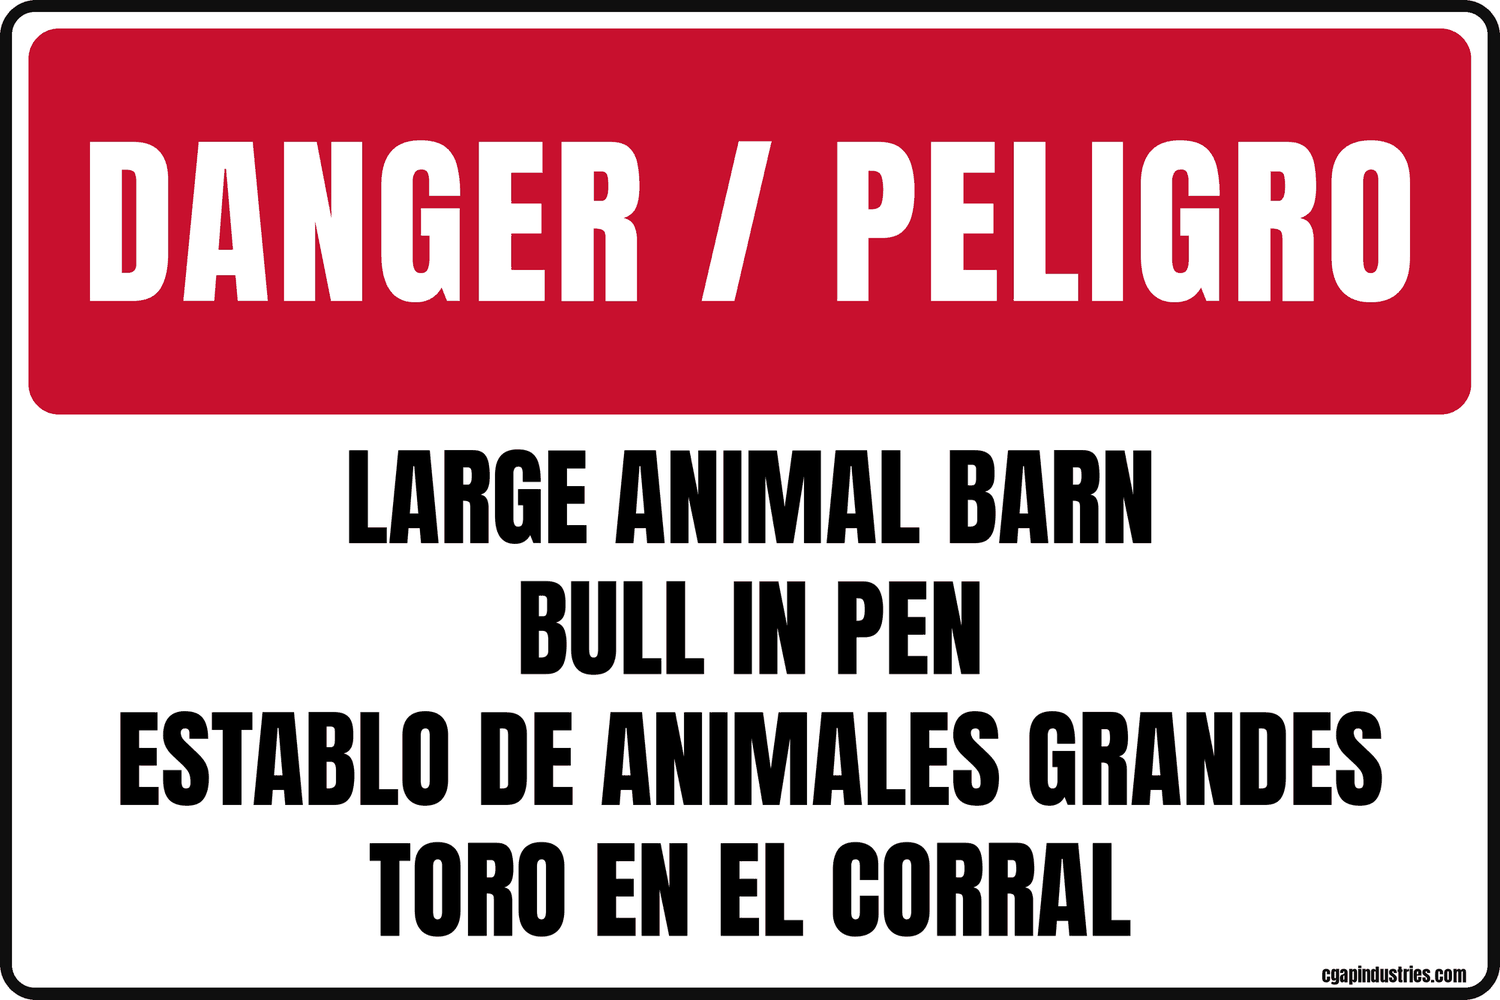 DANGER / PELIGRO
LARGE ANIMAL BARN
BULL IN PEN
ESTABLO DE ANIMALES GRANDES
TORO EN EL CORRAL
cgapindustries.com